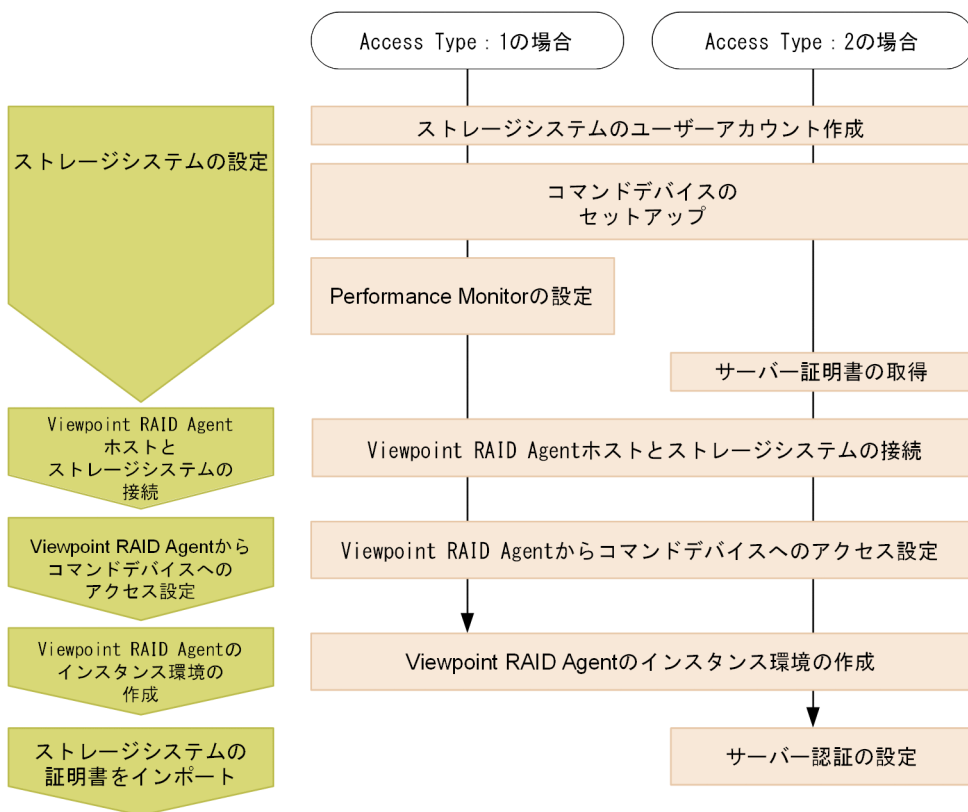 Access Type：1の場合
Access Type：2の場合
ストレージシステムの設定
ストレージシステムのユーザーアカウント作成
コマンドデバイスの
セットアップ
Performance Monitorの設定
サーバー証明書の取得
Viewpoint RAID Agent
ホストと
ストレージシステムの
接続
Viewpoint RAID Agentホストとストレージシステムの接続
Viewpoint RAID Agentから
コマンドデバイスへの
アクセス設定
Viewpoint RAID Agentからコマンドデバイスへのアクセス設定
Viewpoint RAID Agentの
インスタンス環境の
作成
Viewpoint RAID Agentのインスタンス環境の作成
ストレージシステムの
証明書をインポート
サーバー認証の設定